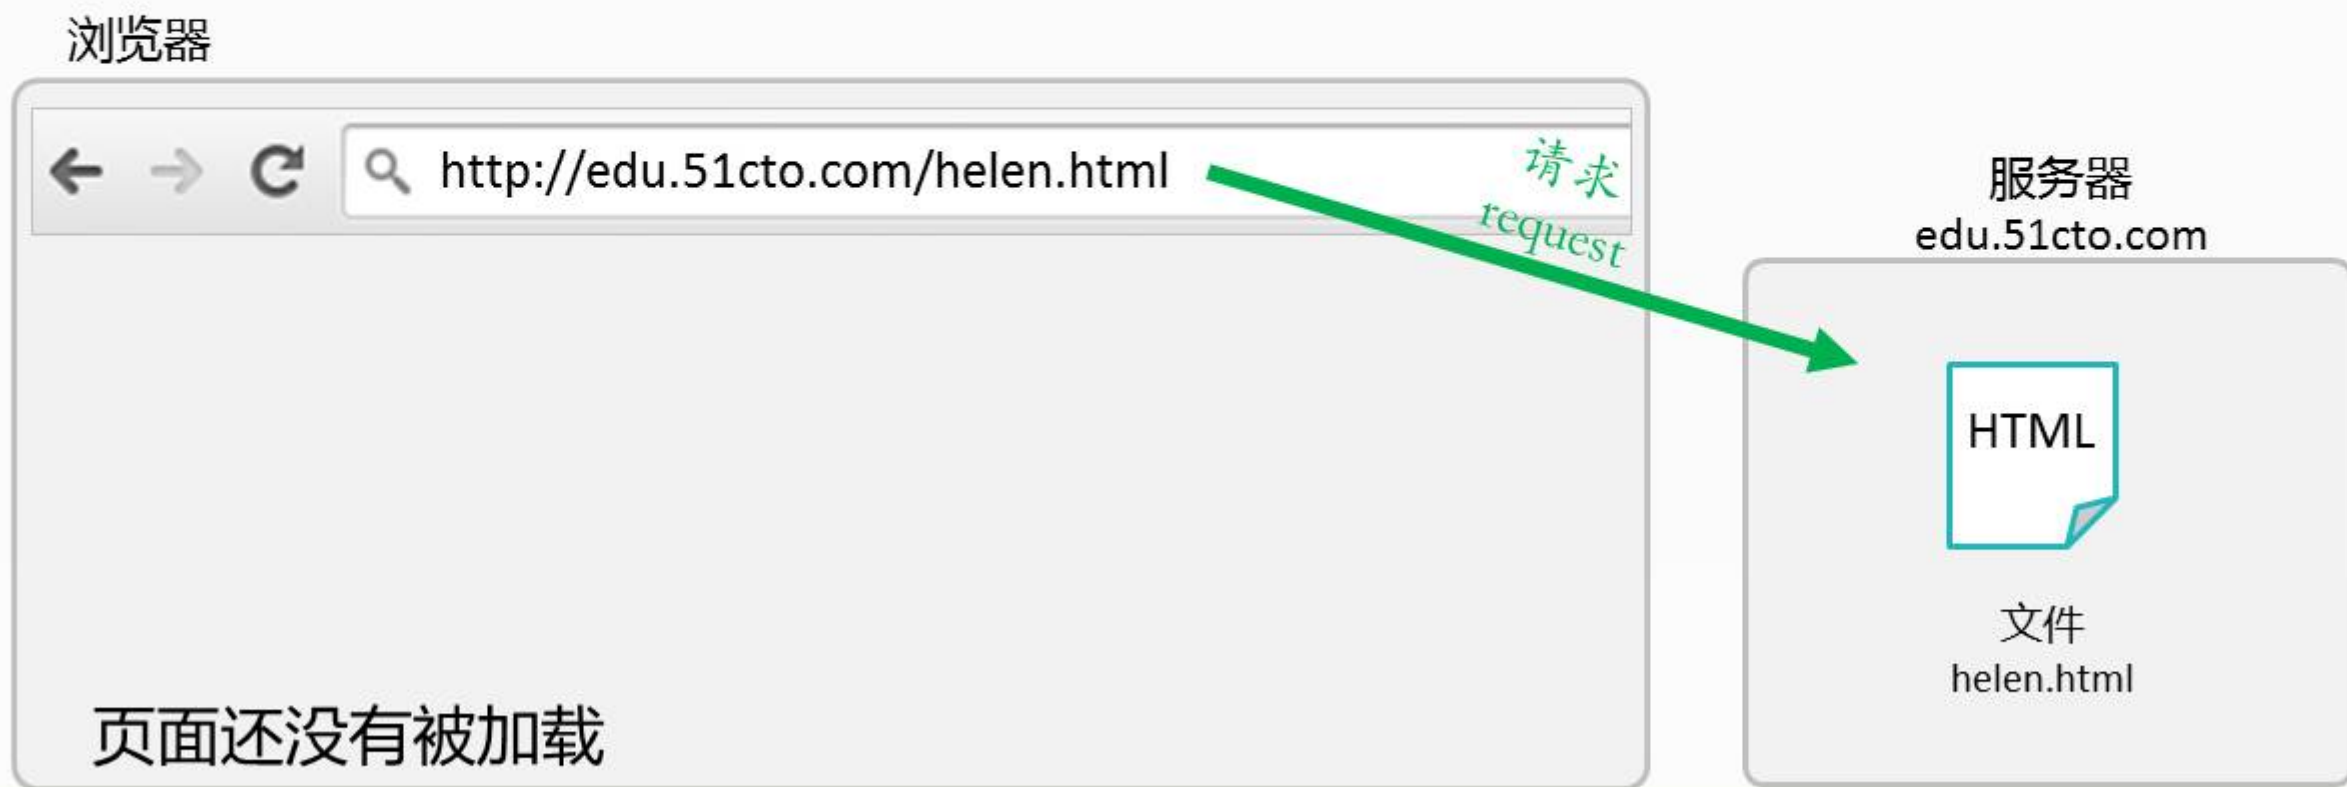 浏览器
http://edu.51cto.com/helen.html
请求
request
服务器
edu.51cto.com
HTML
文件
helen.html
页面还没有被加载